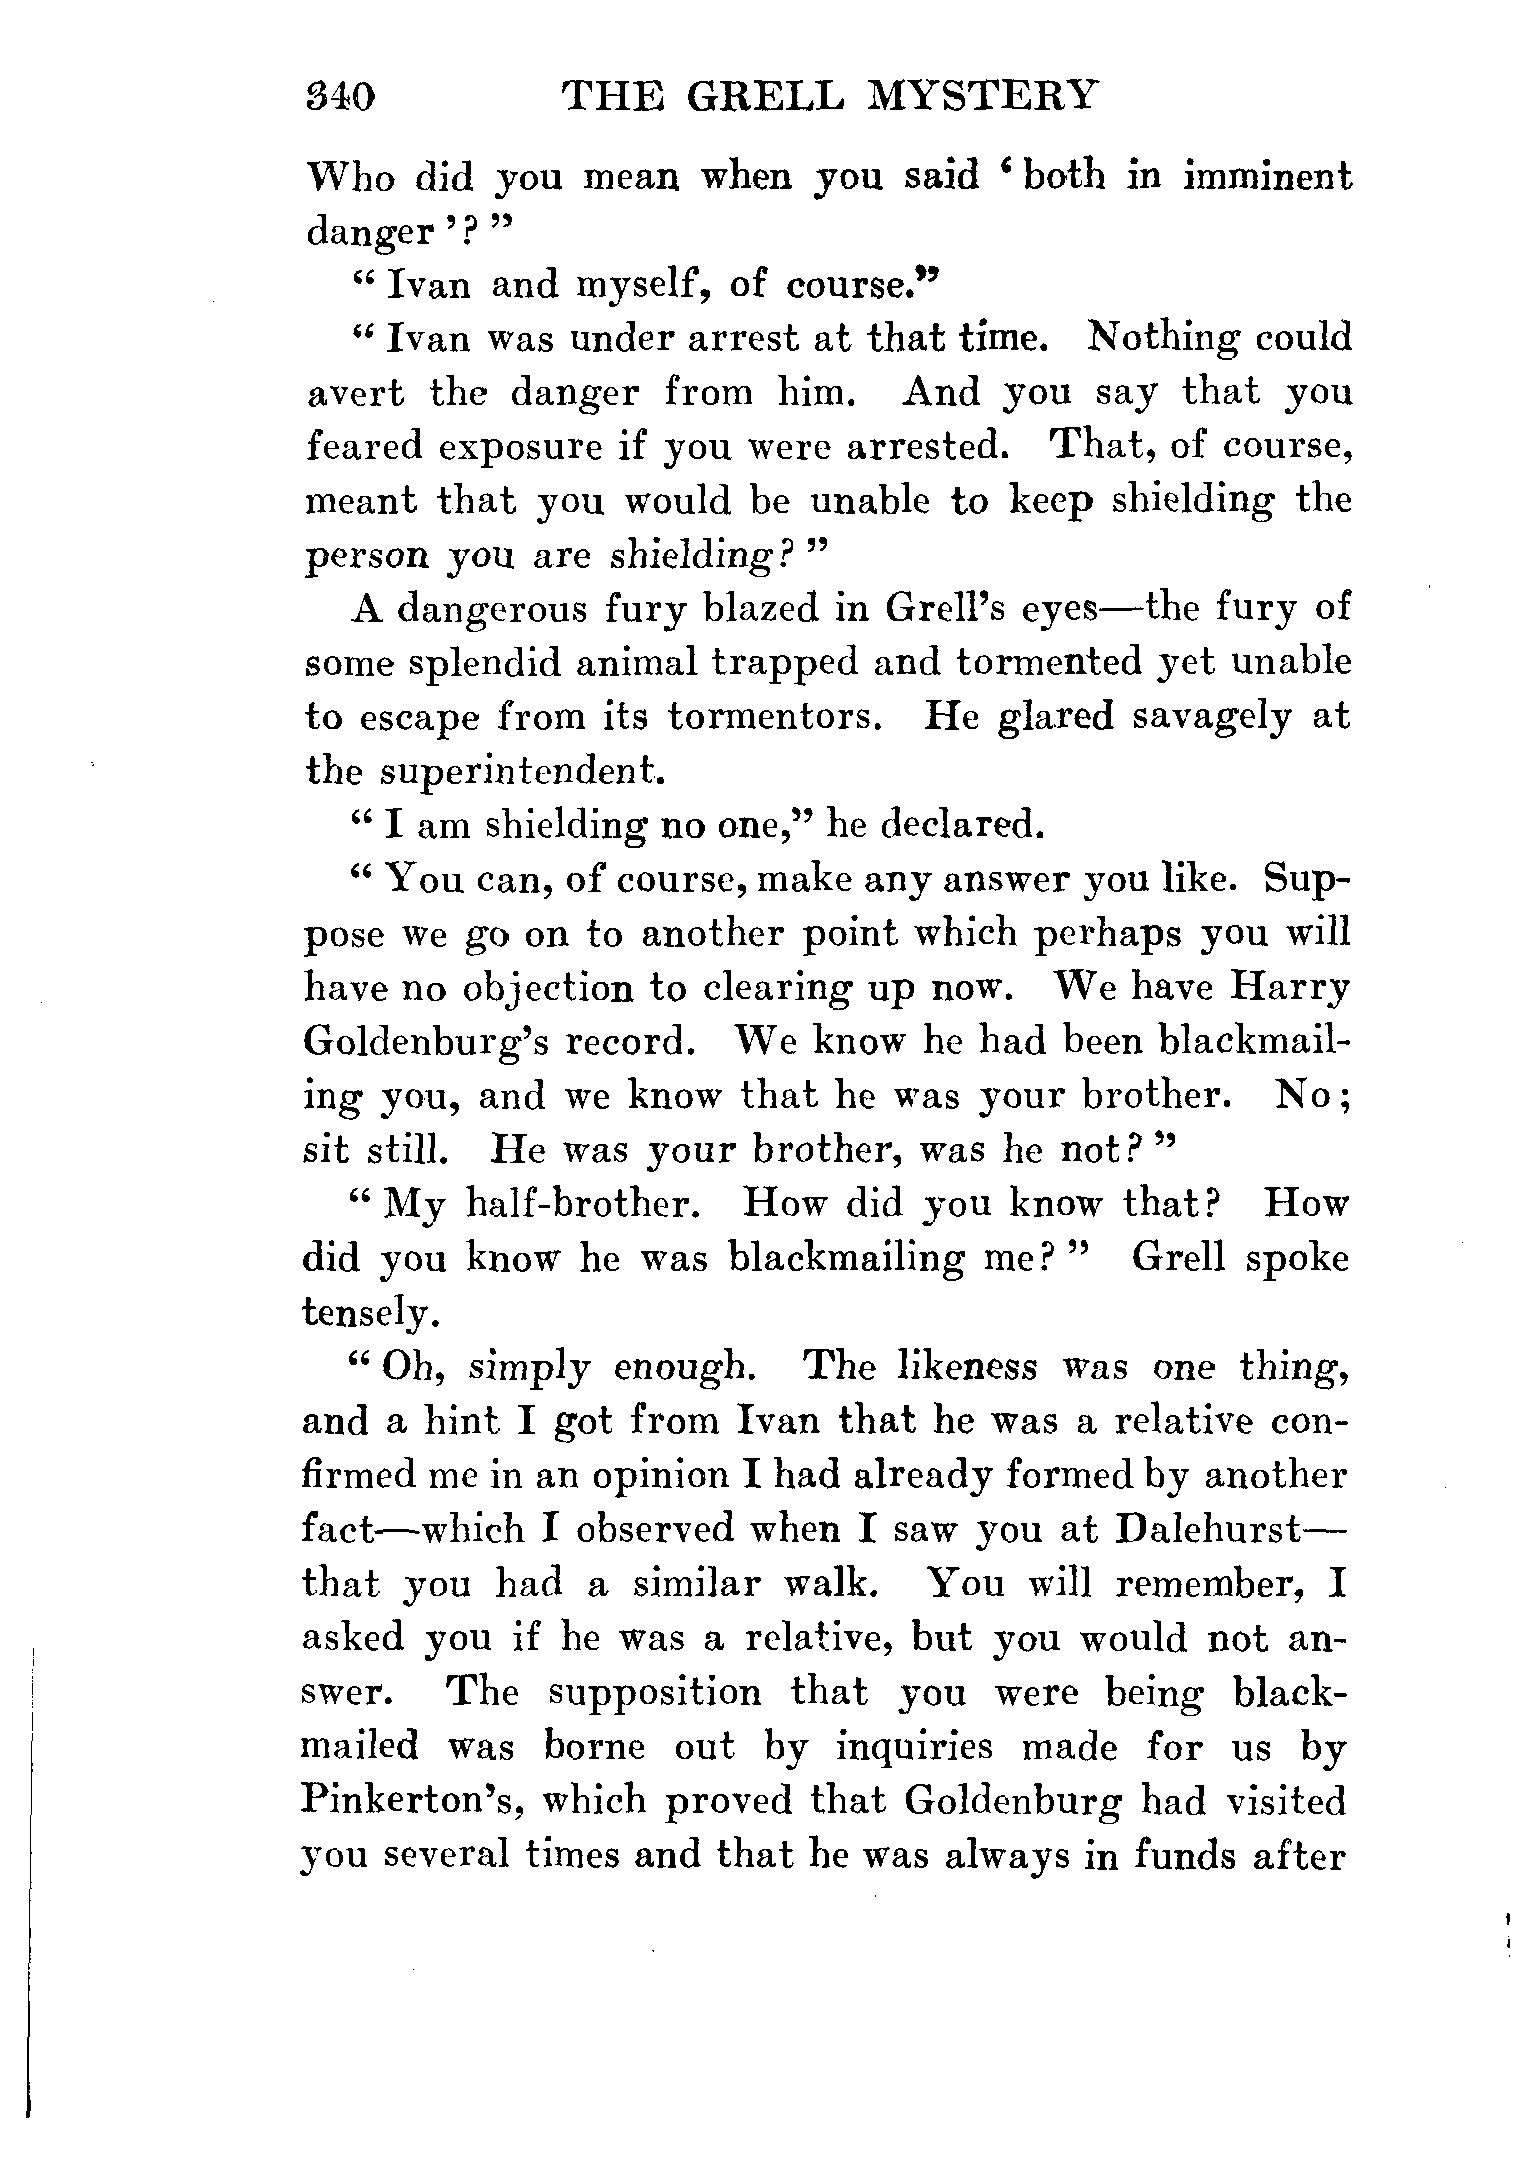 340 THE GRELL MYSTERY
Who did you mean when you said ‘ both in imminent
danger ’? ”
“ Ivan and myself, of course.”
“ Ivan was under arrest at that time. Nothing could
avert the danger from him. And you say that you
feared exposure if you were arrested. That, of course,
meant that you would be unable to keep shielding the
person you are shielding? ”
A dangerous fury blazed in Grell’s eyes—the fury of
some splendid animal trapped and tormented yet unable
to escape from its tormentors. He glared savagely at
the superintendent.
“ I am shielding no one,” he declared.
“ You can, of course, make any answer you like. Sup-
pose we go on to another point which perhaps you will
have no objection to clearing up now. We have Harry
Goldenburg’s record. We know he had been blackmail-
ing you, and we know that he was your brother. No;
sit still. He was your brother, was he not? ”
“ My half-brother. How did you know that? How
did you know he was blackmailing me? ” Grell spoke
tensely.
“ Oh, simply enough. The likeness was one thing,
and a hint I got from Ivan that he was a relative con-
firmed me in an opinion I had already formed by another
fact—which I observed when I saw you at Dalehurst—
that you had a similar walk. You will remember, I
asked you if he was a relative, but you would not an-
swer. The supposition that you were being black-
mailed was borne out by inquiries made for us by
Pinkerton’s, which proved that Goldenburg had visited
you several times and that he was always in funds after